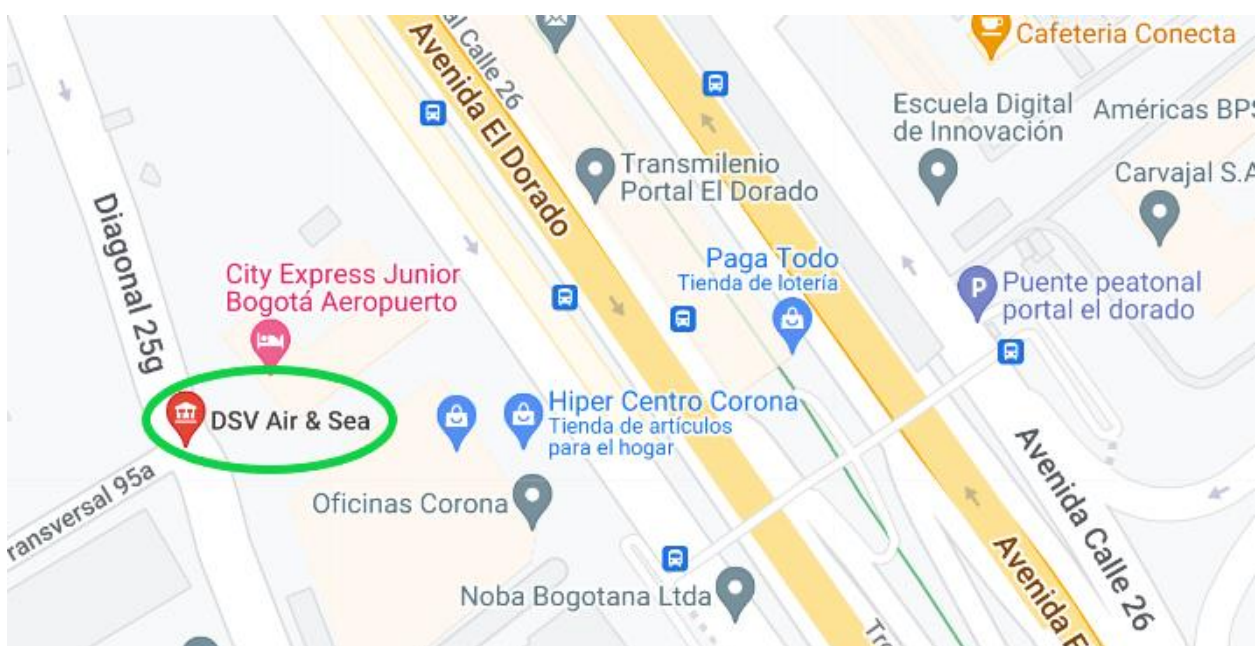 Cafeteria Conecta
al Calle 26
Avenida El Dorado
Escuela Digital
de Innovación
Américas BPS
Transmilenio
Portal El Dorado
Carvajal S.A
Diagonal 25g
City Express Junior
Bogotá Aeropuerto
Paga Todo
Tienda de lotería
P
Puente peatonal
portal el dorado
DSV Air & Sea
Hiper Centro Corona
Tienda de artículos
para el hogar
Avenida Calle 26
ransversal 95a
Oficinas Corona
Avenida E
Noba Bogotana Ltda
Tr